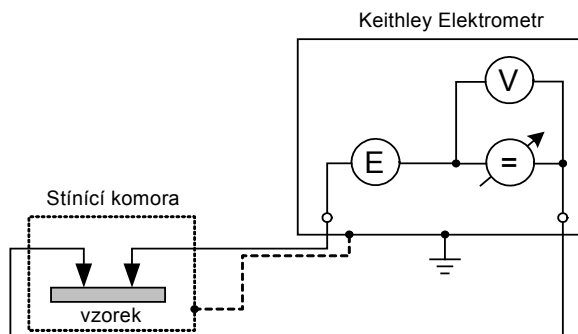 Keithley Elektrometr
V
E
=
Stínící komora
vzorek